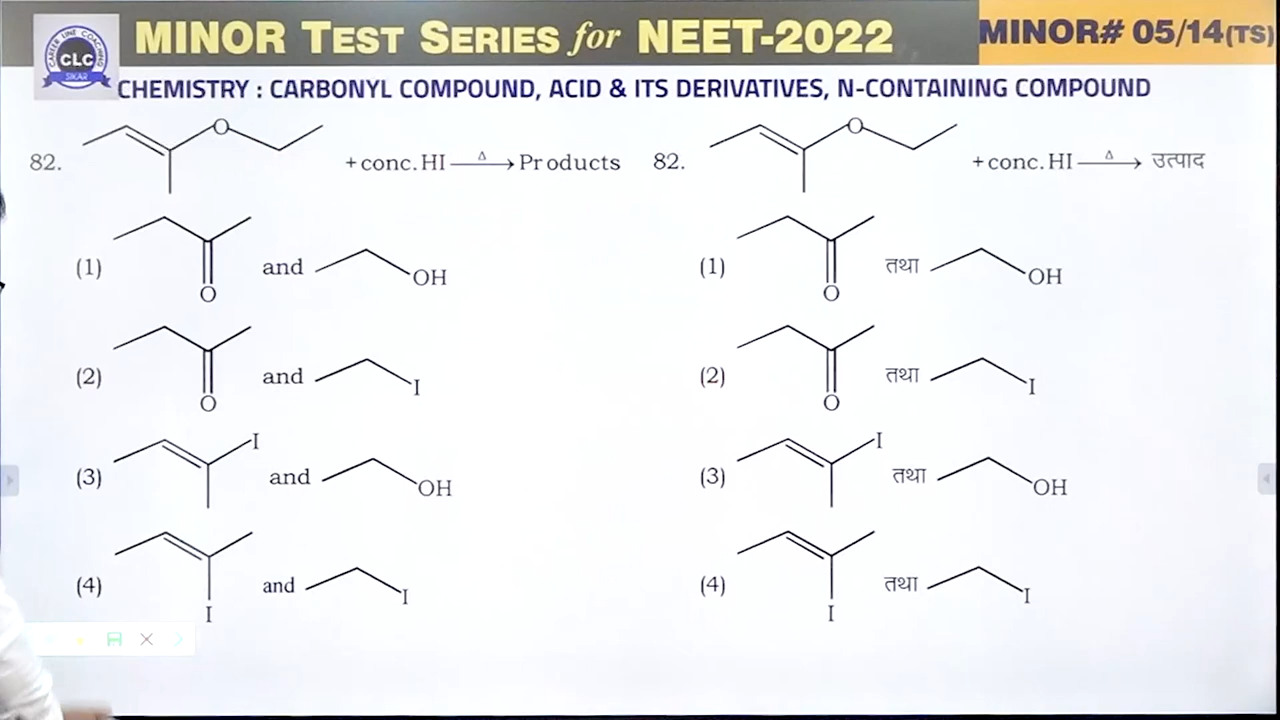 CAREER LINE COACHING
CLC
SIKAR
MINOR TEST SERIES for NEET-2022
MINOR# 05/14(TS)
CHEMISTRY : CARBONYL COMPOUND, ACID & ITS DERIVATIVES, N-CONTAINING COMPOUND
82. O +conc.HI Δ Products
(1) O and OH
(2) O and I
(3) I and OH
(4) I and I
82. O +conc.HI Δ उत्पाद
(1) O तथा OH
(2) O तथा I
(3) I तथा OH
(4) I तथा I